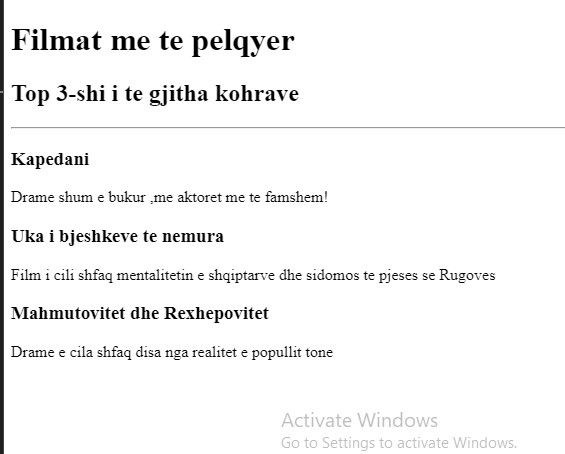 Filmat me te pelqyer
Top 3-shi i te gjitha kohrave
Kapedani
Drame shum e bukur ,me aktoret me te famshem!
Uka i bjeshkeve te nemura
Film i cili shfaq mentalitetin e shqiptarve dhe sidomos te pjeses se Rugoves
Mahmutovitet dhe Rexhepovitet
Drame e cila shfaq disa nga realitet e popullit tone
Activate Windows
Go to Settings to activate Windows.